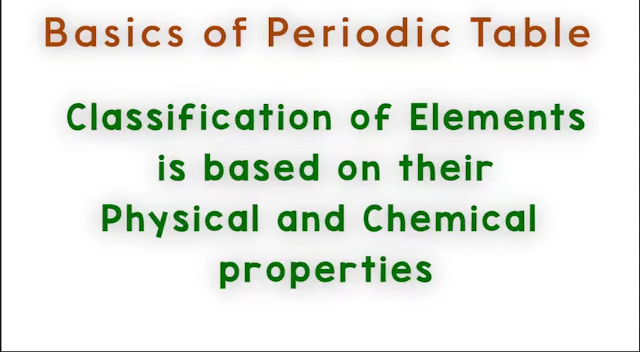 Basics of Periodic Table
Classification of Elements
is based on their
Physical and Chemical
properties